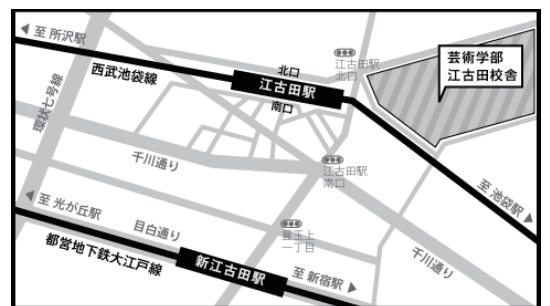 ◀ 至 所沢駅
西武池袋線
環状七号線
北口
江古田駅
南口
江古田駅
北口
芸術学部
江古田校舎
千川通り
江古田駅
南口
至 池袋駅 ▶
◀ 至 光が丘駅
目白通り
豊玉上
一丁目
都営地下鉄大江戸線
新江古田駅
至 新宿駅 ▶
千川通り